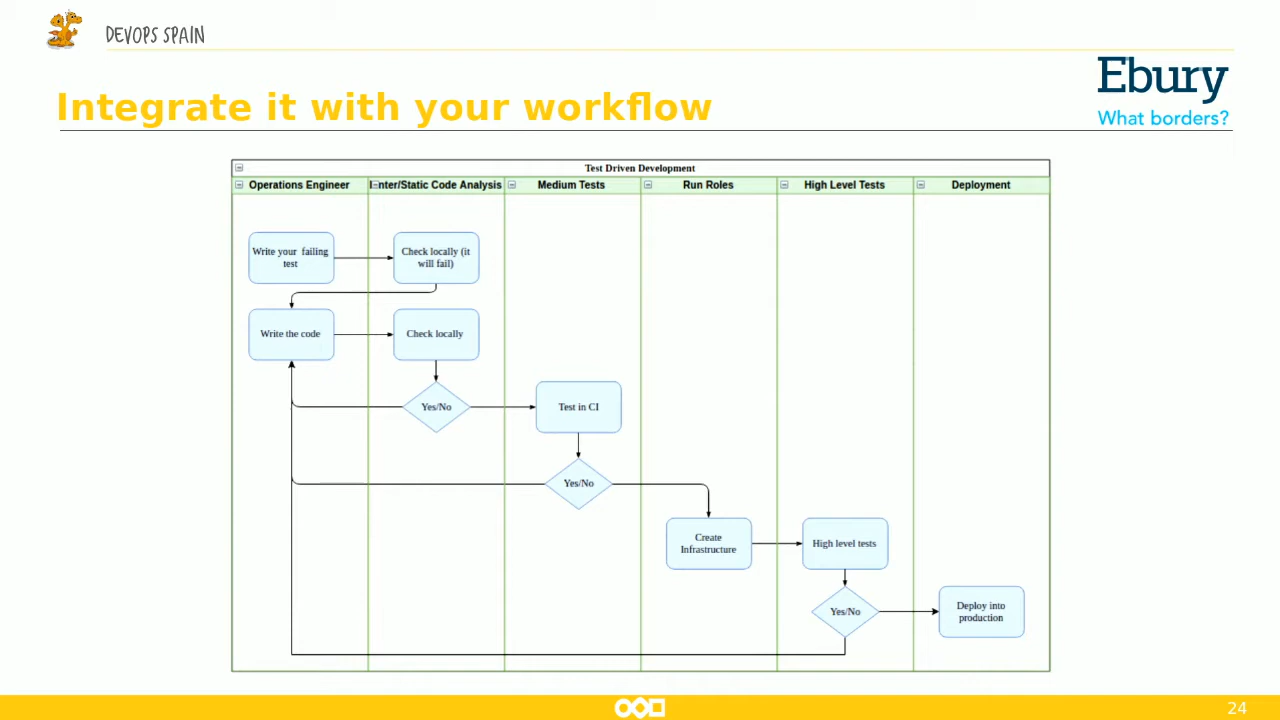 DEVOPS SPAIN
Ebury
What borders?
Integrate it with your workflow
Test Driven Development
Operations Engineer
nter/Static Code Analysis
Medium Tests
Run Roles
High Level Tests
Deployment
Write your failing
test
Check locally (it
will fail)
Write the code
Check locally
Yes/No
Test in CI
Yes/No
Create
Infrastructure
High level tests
Yes/No
Deploy into
production
24